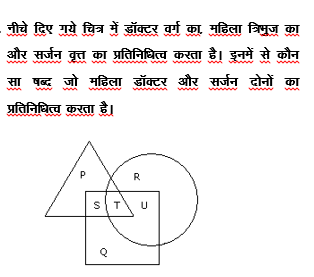 . नीचे दिए गये चित्र में डॉक्टर वर्ग का, महिला त्रिभुज का
और सर्जन वृत्त का प्रतिनिधित्व करता है। इनमें से कौन
सा षब्द जो महिला डॉक्टर और सर्जन दोनों का
प्रतिनिधित्व करता है।
P R
S T U
Q